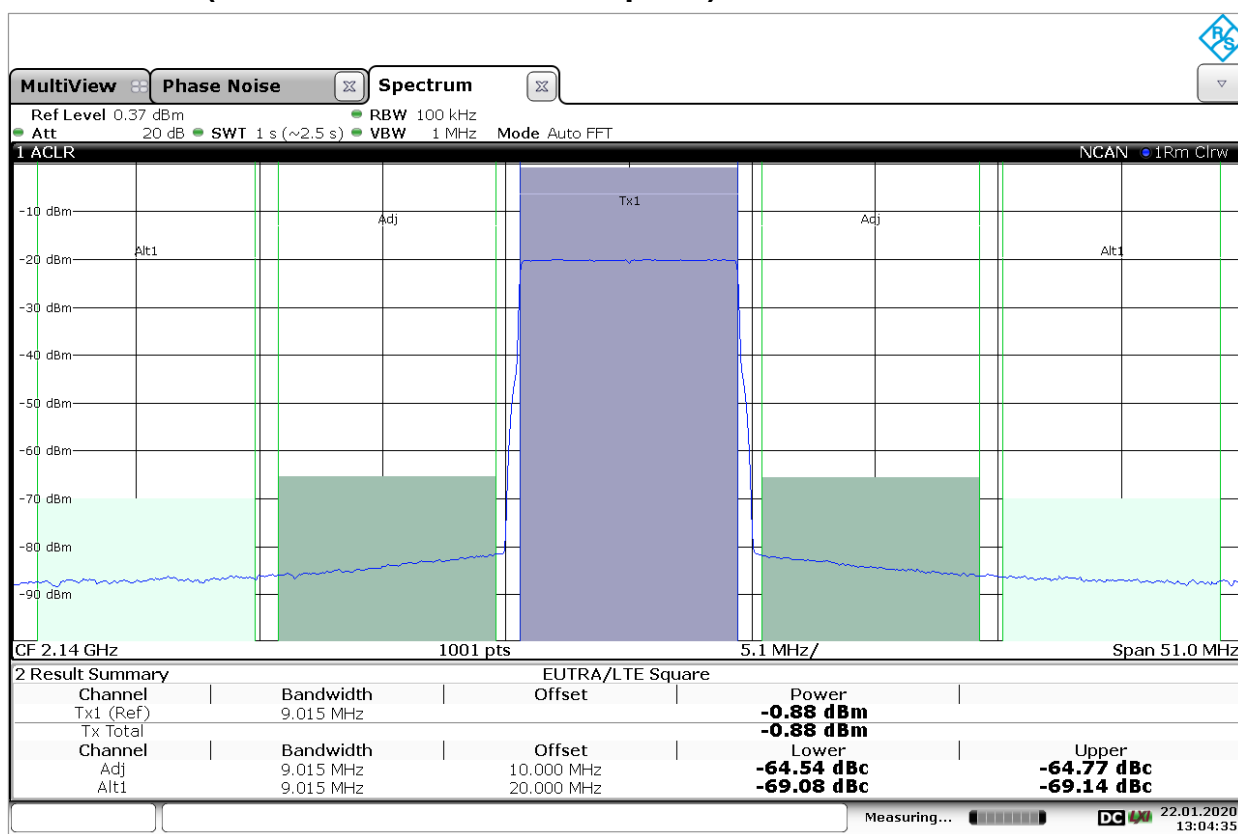 R&S
MultiView Phase Noise Spectrum
Ref Level 0.37 dBm RBW 100 kHz
Att 20 dB SWT 1 s (~2.5 s) VBW 1 MHz Mode Auto FFT
1 ACLR NCAN 1Rm Clrw
Tx1
-10 dBm
Adj Adj
Alt1 Alt1
-20 dBm
-30 dBm
-40 dBm
-50 dBm
-60 dBm
-70 dBm
-80 dBm
-90 dBm
CF 2.14 GHz 1001 pts 5.1 MHz/ Span 51.0 MHz
2 Result Summary EUTRA/LTE Square
Channel Bandwidth Offset Power
Tx1 (Ref) 9.015 MHz -0.88 dBm
Tx Total -0.88 dBm
Channel Bandwidth Offset Lower Upper
Adj 9.015 MHz 10.000 MHz -64.54 dBc -64.77 dBc
Alt1 9.015 MHz 20.000 MHz -69.08 dBc -69.14 dBc
Measuring... DC LXI 22.01.2020
13:04:35